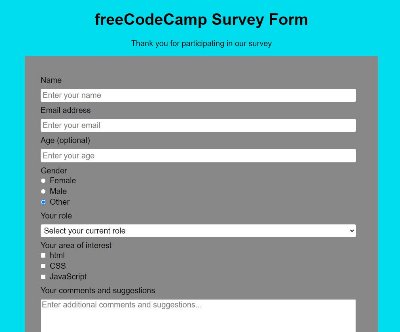 freeCodeCamp Survey Form
Thank you for participating in our survey
Name
Enter your name
Email address
Enter your email
Age (optional)
Enter your age
Gender
Female
Male
Other
Your role
Select your current role
Your area of interest
html
CSS
JavaScript
Your comments and suggestions
Enter additional comments and suggestions...